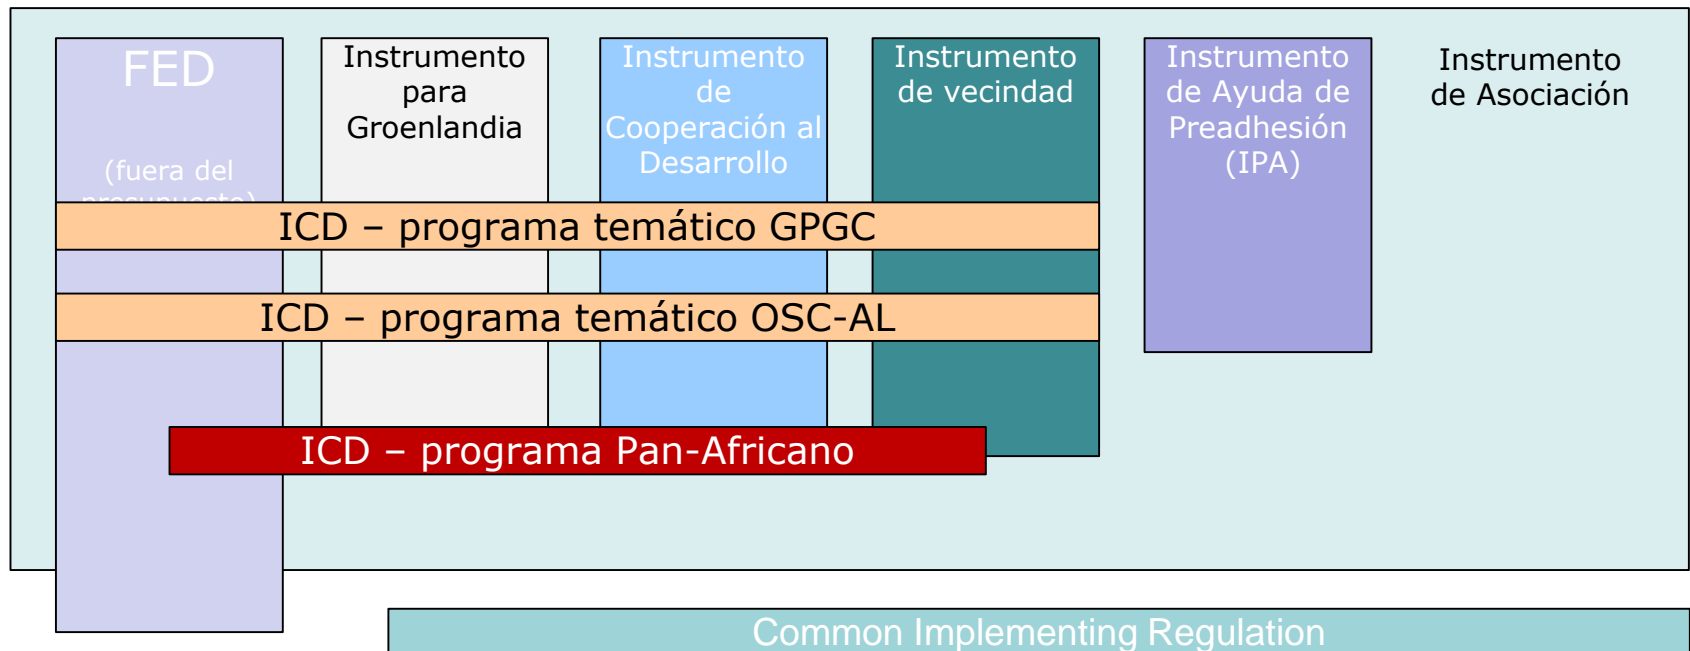 FED
(fuera del
Instrumento
para
Groenlandia
Instrumento
de
Cooperación al
Desarrollo
Instrumento
de vecindad
Instrumento
de Ayuda de
Preadhesión
(IPA)
Instrumento
de Asociación
ICD – programa temático GPGC
ICD – programa temático OSC-AL
ICD – programa Pan-Africano
Common Implementing Regulation